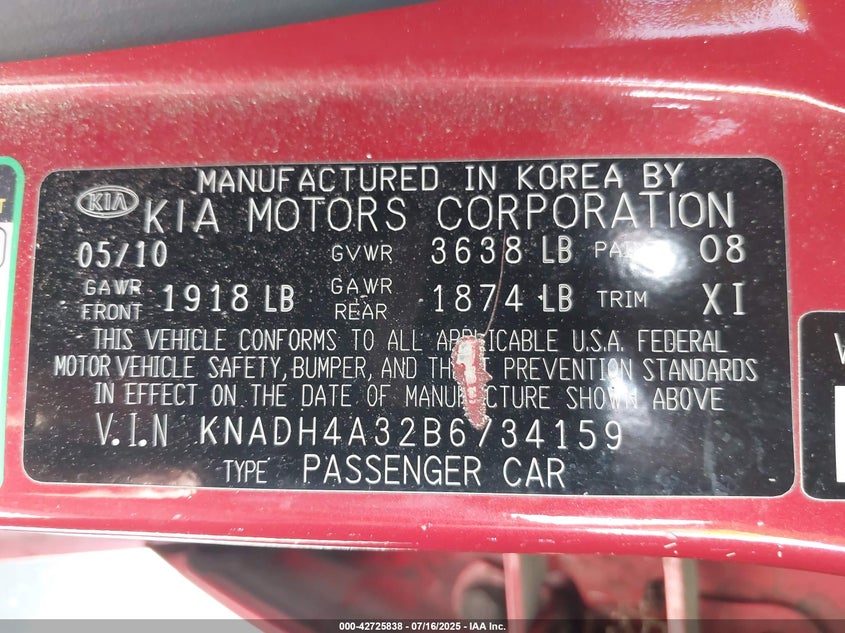 MANUFACTURED IN KOREA BY
KIA KIA MOTORS CORPORATION
05/10 GVWR 3638 LB PAINT 08
GAWR FRONT 1918 LB GAWR REAR 1874 LB TRIM XI
THIS VEHICLE CONFORMS TO ALL APPLICABLE U.S.A. FEDERAL
MOTOR VEHICLE SAFETY, BUMPER, AND THEFT PREVENTION STANDARDS
IN EFFECT ON THE DATE OF MANUFACTURE SHOWN ABOVE
V.I.N KNADH4A32B6734159
TYPE PASSENGER CAR
000-42725838 - 07/16/2025 - IAA Inc.